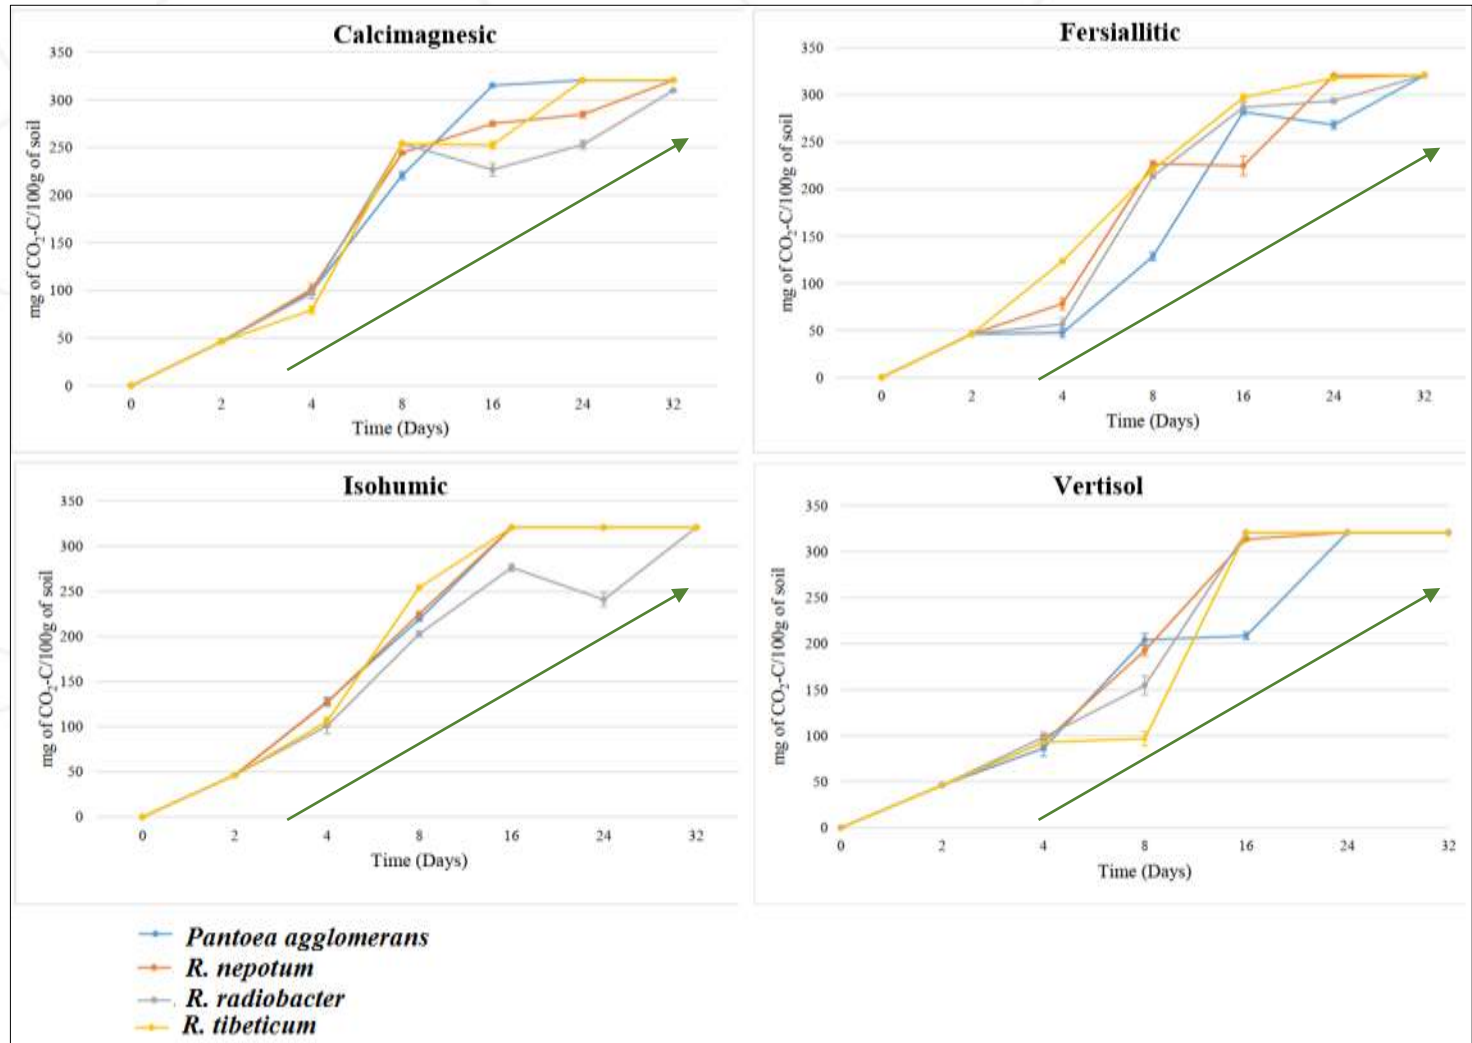 Calcimagnesic
350
300
250
200
150
100
50
0
mg of CO₂-C/100g of soil
0 2 4 8 16 24 32
Time (Days)
Fersiallitic
350
300
250
200
150
100
50
0
mg of CO₂-C/100g of soil
0 2 4 8 16 24 32
Time (Days)
Isohumic
350
300
250
200
150
100
50
0
mg of CO₂-C/100g of soil
0 2 4 8 16 24 32
Time (Days)
Vertisol
350
300
250
200
150
100
50
0
mg of CO₂-C/100g of soil
0 2 4 8 16 24 32
Time (Days)
Pantoea agglomerans
R. nepotum
R. radiobacter
R. tibeticum